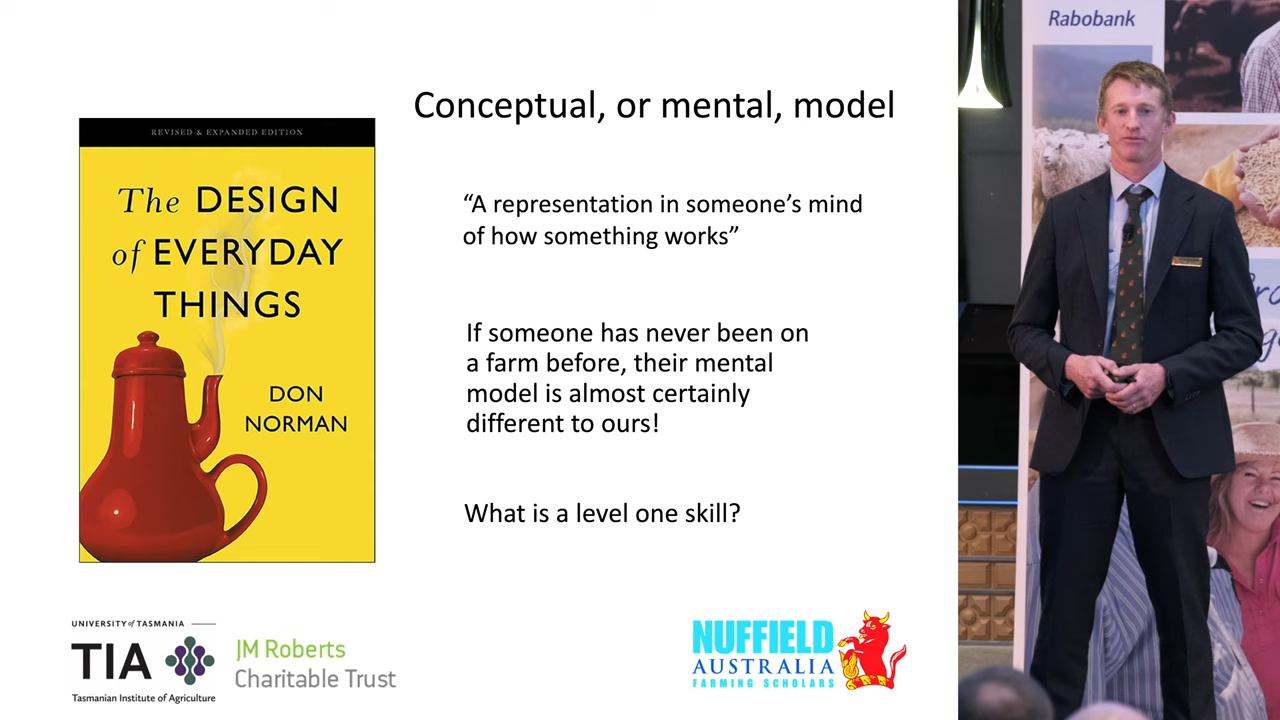 Conceptual, or mental, model
REVISED & EXPANDED EDITION
The DESIGN
of EVERYDAY
THINGS
DON
NORMAN
“A representation in someone’s mind
of how something works”
If someone has never been on
a farm before, their mental
model is almost certainly
different to ours!
What is a level one skill?
UNIVERSITY of TASMANIA
TIA
Tasmanian Institute of Agriculture
JM Roberts
Charitable Trust
NUFFIELD
AUSTRALIA
FARMING SCHOLARS
Rabobank